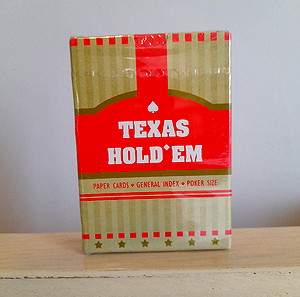 TEXAS
HOLD'EM
PAPER CARDS • GENERAL INDEX • POKER SIZE